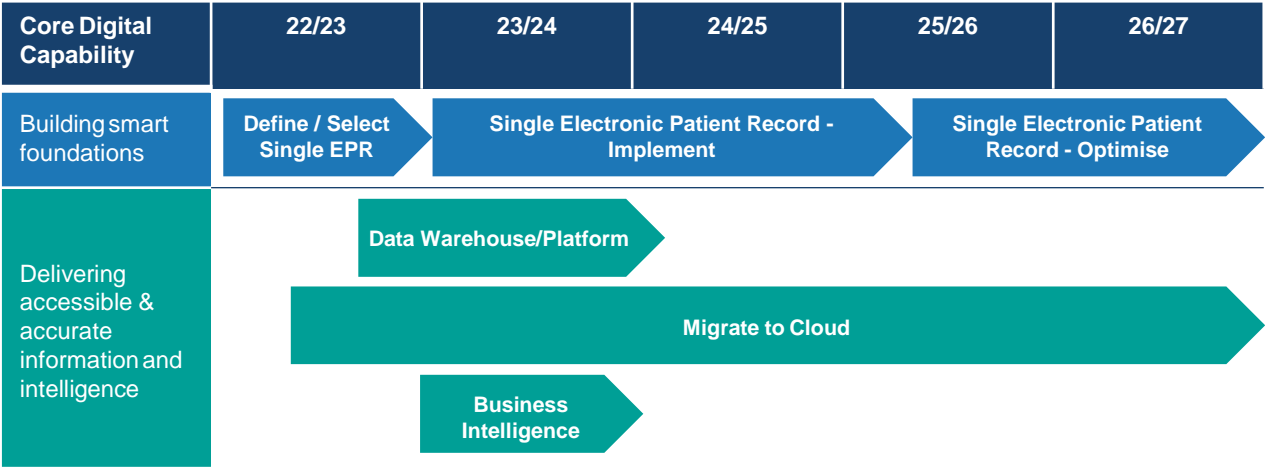 Core Digital
Capability
22/23
23/24
24/25
25/26
26/27
Building smart
foundations
Define / Select
Single EPR
Single Electronic Patient Record -
Implement
Single Electronic Patient
Record - Optimise
Delivering
accessible &
accurate
information and
intelligence
Data Warehouse/Platform
Migrate to Cloud
Business
Intelligence